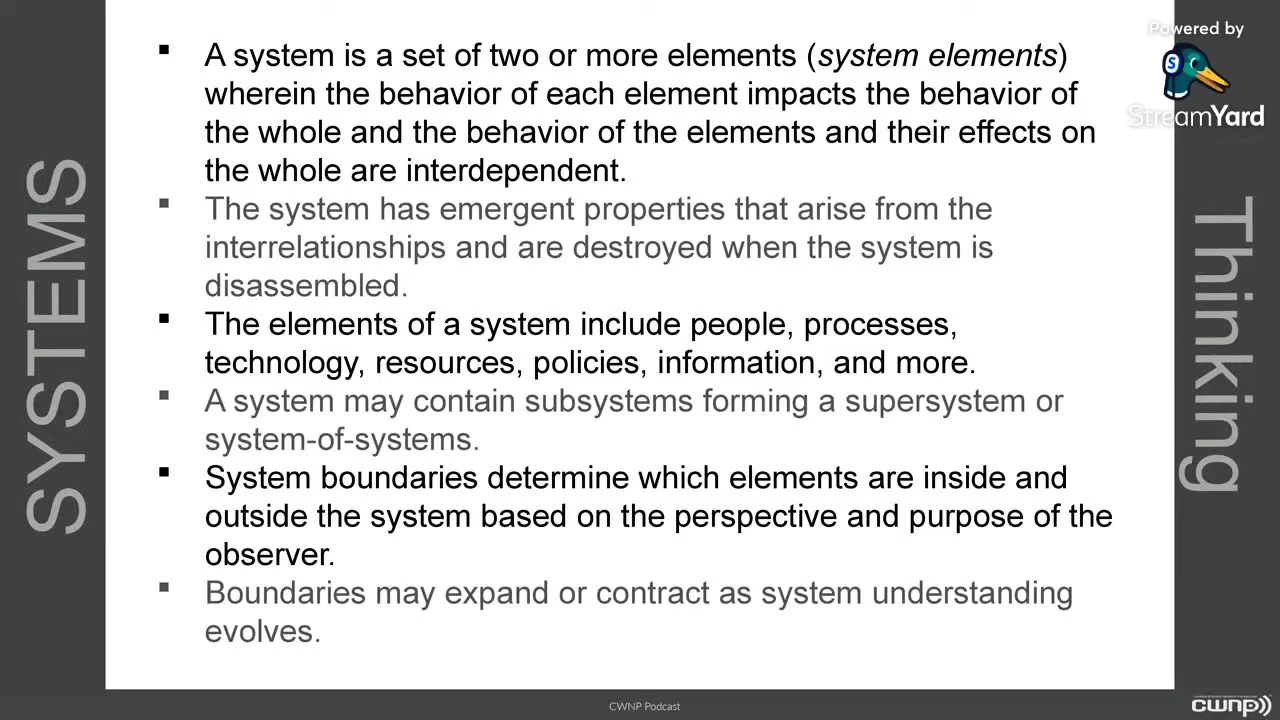 SYSTEMS
▪ A system is a set of two or more elements (system elements)
wherein the behavior of each element impacts the behavior of
the whole and the behavior of the elements and their effects on
the whole are interdependent.
▪ The system has emergent properties that arise from the
interrelationships and are destroyed when the system is
disassembled.
▪ The elements of a system include people, processes,
technology, resources, policies, information, and more.
▪ A system may contain subsystems forming a supersystem or
system-of-systems.
▪ System boundaries determine which elements are inside and
outside the system based on the perspective and purpose of the
observer.
▪ Boundaries may expand or contract as system understanding
evolves.
Thinking
Powered by
S
StreamYard
CWNP Podcast
cwnp